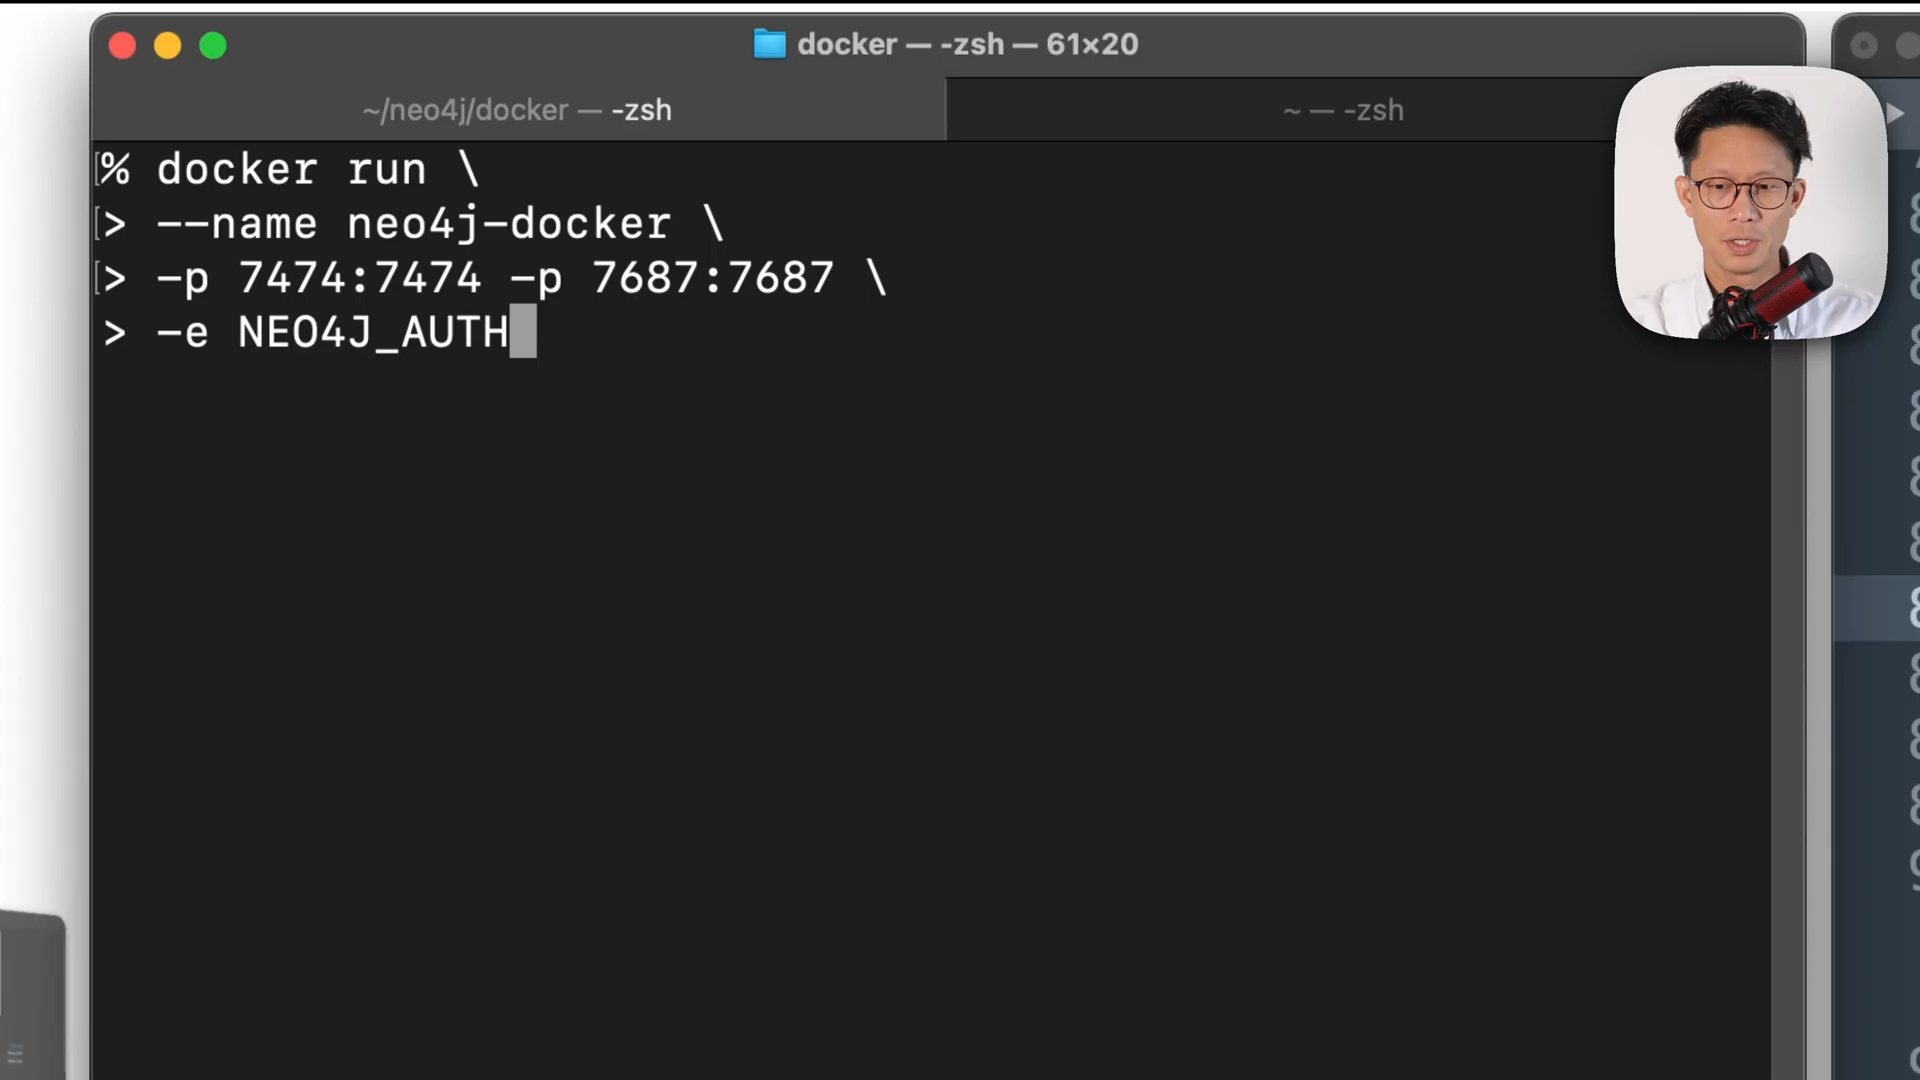 docker — -zsh — 61×20
~/neo4j/docker — -zsh
~ — -zsh
[% docker run \
[> --name neo4j-docker \
[> -p 7474:7474 -p 7687:7687 \
> -e NEO4J_AUTH